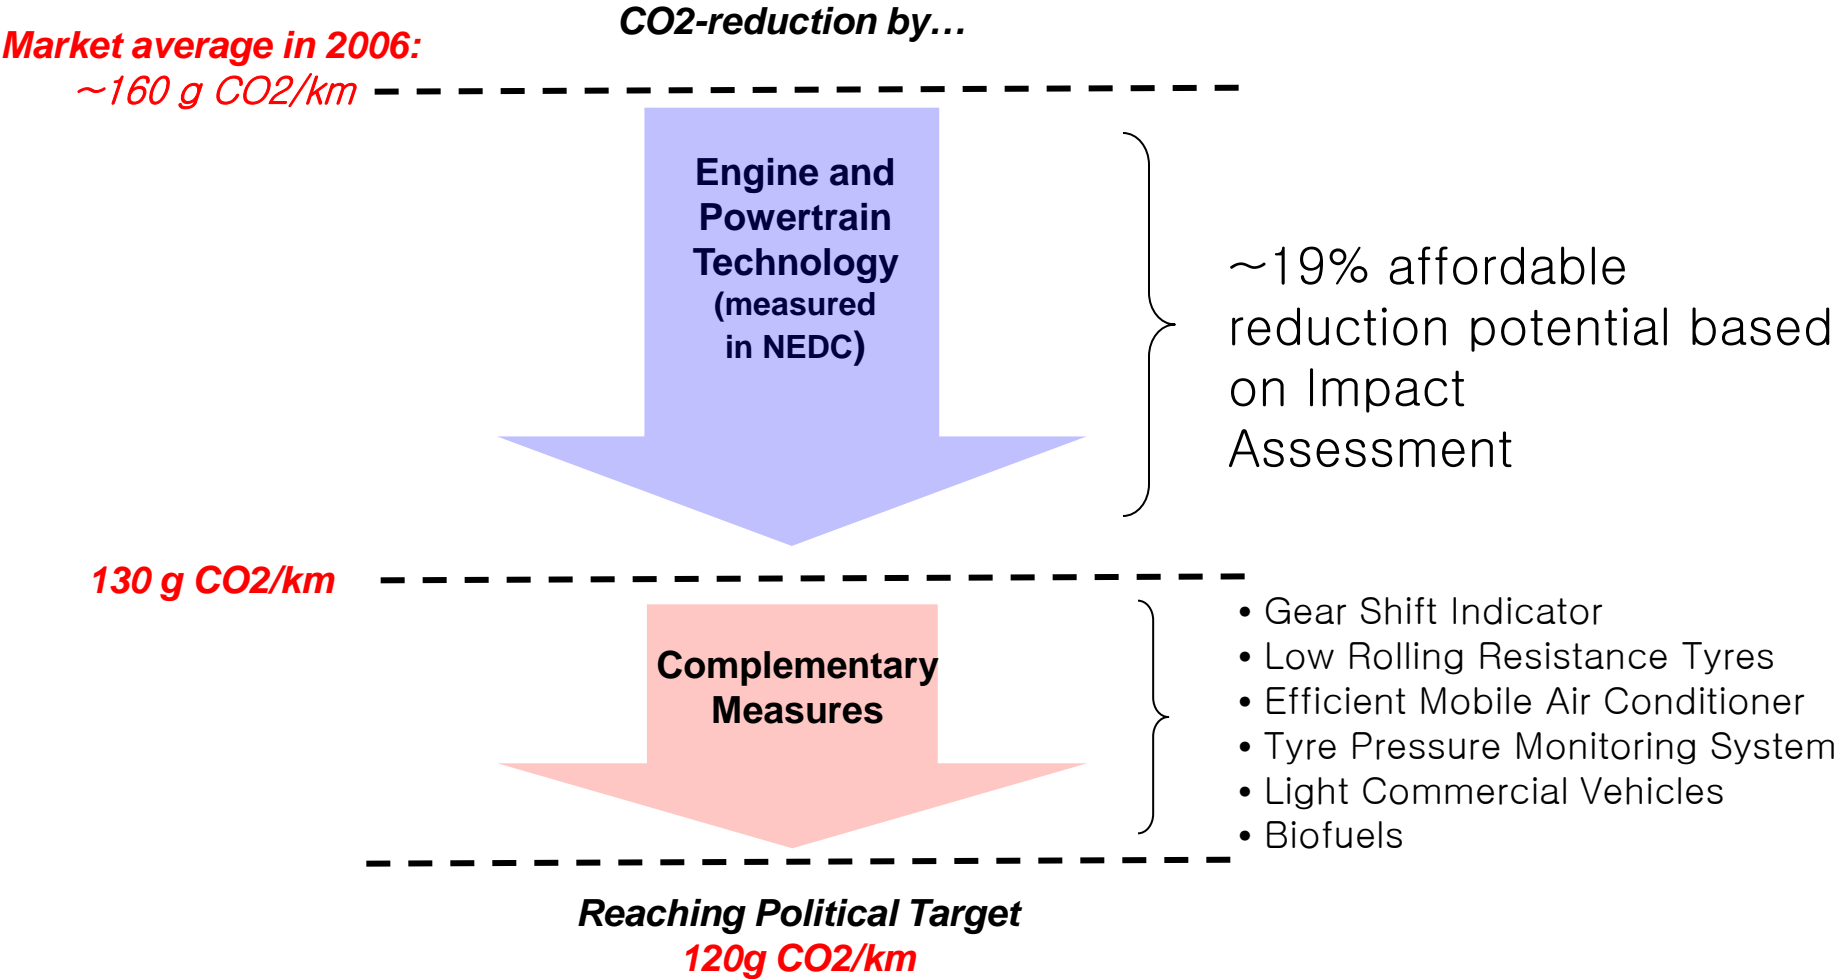 CO2-reduction by…
Market average in 2006:
~160 g CO2/km
Engine and
Powertrain
Technology
(measured
in NEDC)
~19% affordable
reduction potential based
on Impact
Assessment
130 g CO2/km
Complementary
Measures
• Gear Shift Indicator
• Low Rolling Resistance Tyres
• Efficient Mobile Air Conditioner
• Tyre Pressure Monitoring System
• Light Commercial Vehicles
• Biofuels
Reaching Political Target
120g CO2/km